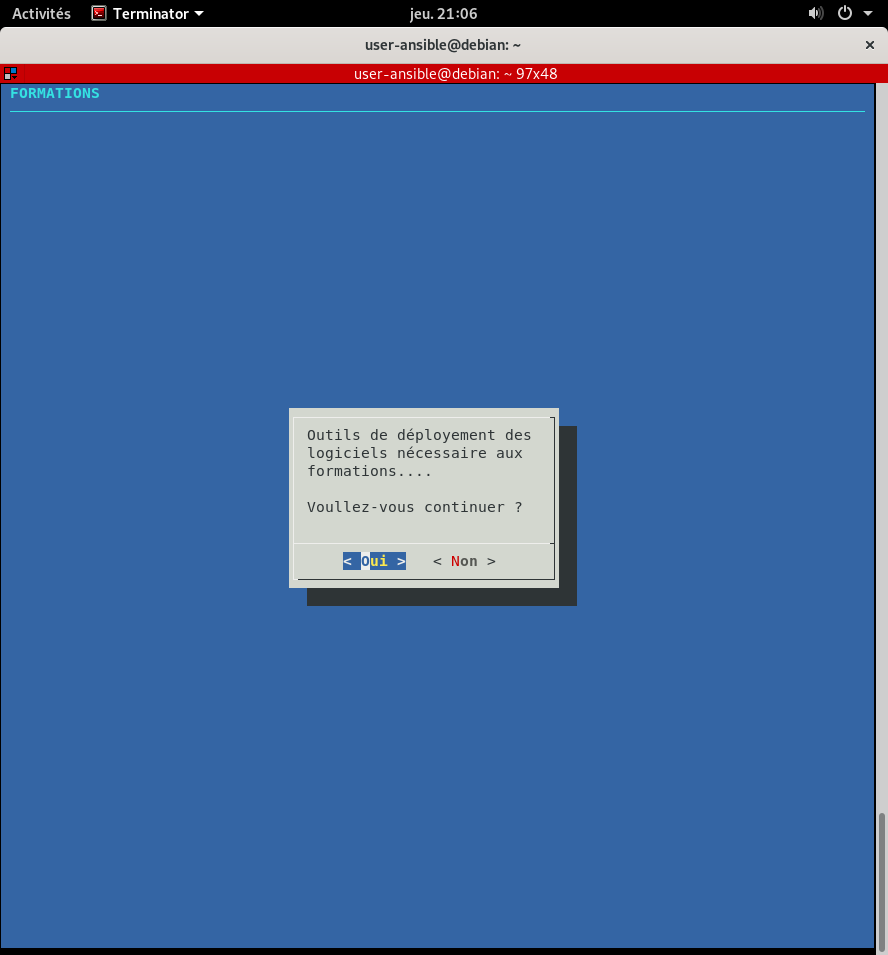 Activités Terminator jeu. 21:06
user-ansible@debian: ~
user-ansible@debian: ~ 97x48
FORMATIONS
Outils de déployement des
logiciels nécessaire aux
formations....
Voullez-vous continuer ?
< Oui > < Non >